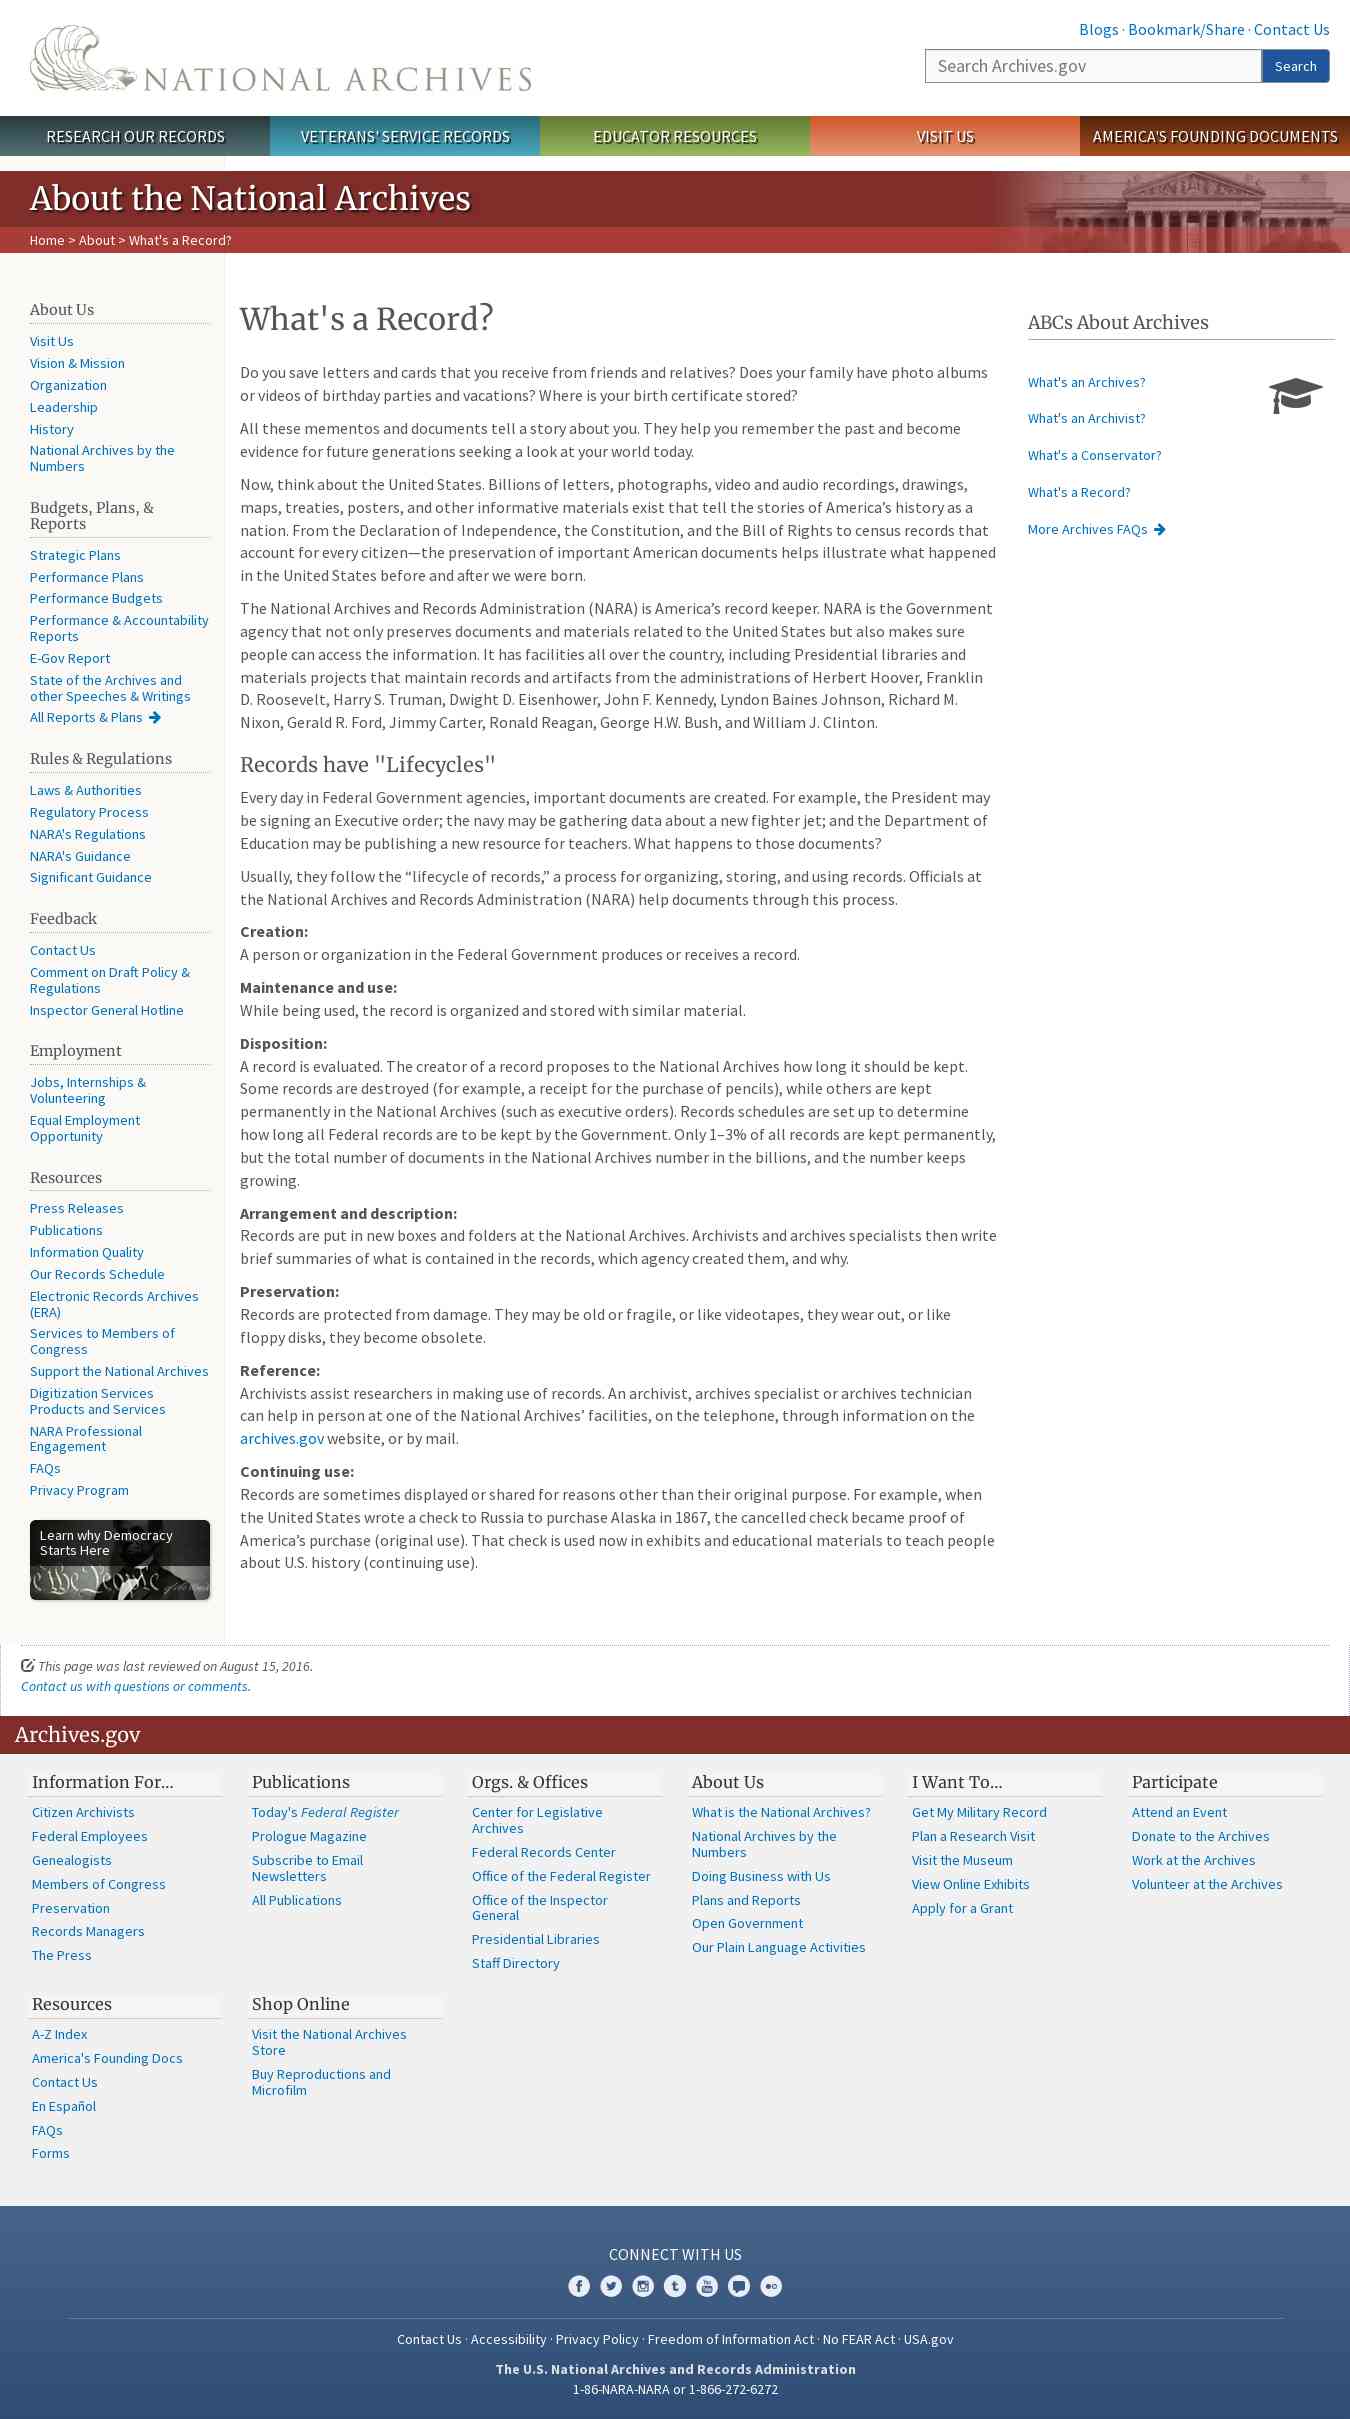 Blogs · Bookmark/Share · Contact Us
NATIONAL ARCHIVES
Search Archives.gov
Search
RESEARCH OUR RECORDS
VETERANS' SERVICE RECORDS
EDUCATOR RESOURCES
VISIT US
AMERICA'S FOUNDING DOCUMENTS
About the National Archives
Home > About > What's a Record?
About Us
Visit Us
Vision & Mission
Organization
Leadership
History
National Archives by the
Numbers
Budgets, Plans, &
Reports
Strategic Plans
Performance Plans
Performance Budgets
Performance & Accountability
Reports
E-Gov Report
State of the Archives and
other Speeches & Writings
All Reports & Plans
Rules & Regulations
Laws & Authorities
Regulatory Process
NARA's Regulations
NARA's Guidance
Significant Guidance
Feedback
Contact Us
Comment on Draft Policy &
Regulations
Inspector General Hotline
Employment
Jobs, Internships &
Volunteering
Equal Employment
Opportunity
Resources
Press Releases
Publications
Information Quality
Our Records Schedule
Electronic Records Archives
(ERA)
Services to Members of
Congress
Support the National Archives
Digitization Services
Products and Services
NARA Professional
Engagement
FAQs
Privacy Program
Learn why Democracy
Starts Here
e the People
What's a Record?
Do you save letters and cards that you receive from friends and relatives? Does your family have photo albums
or videos of birthday parties and vacations? Where is your birth certificate stored?
All these mementos and documents tell a story about you. They help you remember the past and become
evidence for future generations seeking a look at your world today.
Now, think about the United States. Billions of letters, photographs, video and audio recordings, drawings,
maps, treaties, posters, and other informative materials exist that tell the story of America’s history as a
nation. From the Declaration of Independence, the Constitution, and the Bill of Rights to census records that
account for every citizen—the preservation of important American documents helps illustrate what happened
in the United States before and after we were born.
The National Archives and Records Administration (NARA) is America’s record keeper. NARA is the Government
agency that not only preserves documents and materials related to the United States but also makes sure
people can access the information. It has facilities all over the country, including Presidential libraries and
materials projects that maintain records and artifacts from the administrations of Herbert Hoover, Franklin
D. Roosevelt, Harry S. Truman, Dwight D. Eisenhower, John F. Kennedy, Lyndon Baines Johnson, Richard M.
Nixon, Gerald R. Ford, Jimmy Carter, Ronald Reagan, George H.W. Bush, and William J. Clinton.
Records have "Lifecycles"
Every day in Federal Government agencies, important documents are created. For example, the President may
be signing an Executive order; the navy may be gathering data about a new fighter jet; and the Department of
Education may be publishing a new resource for teachers. What happens to those documents?
Usually, they follow the “lifecycle of records,” a process for organizing, storing, and using records. Officials at
the National Archives and Records Administration (NARA) help documents through this process.
Creation:
A person or organization in the Federal Government produces or receives a record.
Maintenance and use:
While being used, the record is organized and stored with similar material.
Disposition:
A record is evaluated. The creator of a record proposes to the National Archives how long it should be kept.
Some records are destroyed (for example, a receipt for the purchase of pencils), while others are kept
permanently in the National Archives (such as executive orders). Records schedules are set up to determine
how long all Federal records are to be kept by the Government. Only 1–3% of all records are kept permanently,
but the total number of documents in the National Archives number in the billions, and the number keeps
growing.
Arrangement and description:
Records are put in new boxes and folders at the National Archives. Archivists and archives specialists then write
brief summaries of what is contained in the records, which agency created them, and why.
Preservation:
Records are protected from damage. They may be old or fragile, or like videotapes, they wear out, or like
floppy disks, they become obsolete.
Reference:
Archivists assist researchers in making use of records. An archivist, archives specialist or archives technician
can help in person at one of the National Archives’ facilities, on the telephone, through information on the
archives.gov website, or by mail.
Continuing use:
Records are sometimes displayed or shared for reasons other than their original purpose. For example, when
the United States wrote a check to Russia to purchase Alaska in 1867, the cancelled check became proof of
America’s purchase (original use). That check is used now in exhibits and educational materials to teach people
about U.S. history (continuing use).
ABCs About Archives
What's an Archives?
What's an Archivist?
What's a Conservator?
What's a Record?
More Archives FAQs
This page was last reviewed on August 15, 2016.
Contact us with questions or comments.
Archives.gov
Information For…
Citizen Archivists
Federal Employees
Genealogists
Members of Congress
Preservation
Records Managers
The Press
Publications
Today's Federal Register
Prologue Magazine
Subscribe to Email
Newsletters
All Publications
Orgs. & Offices
Center for Legislative
Archives
Federal Records Center
Office of the Federal Register
Office of the Inspector
General
Presidential Libraries
Staff Directory
About Us
What is the National Archives?
National Archives by the
Numbers
Doing Business with Us
Plans and Reports
Open Government
Our Plain Language Activities
I Want To…
Get My Military Record
Plan a Research Visit
Visit the Museum
View Online Exhibits
Apply for a Grant
Participate
Attend an Event
Donate to the Archives
Work at the Archives
Volunteer at the Archives
Resources
A-Z Index
America's Founding Docs
Contact Us
En Español
FAQs
Forms
Shop Online
Visit the National Archives
Store
Buy Reproductions and
Microfilm
CONNECT WITH US
Contact Us · Accessibility · Privacy Policy · Freedom of Information Act · No FEAR Act · USA.gov
The U.S. National Archives and Records Administration
1-86-NARA-NARA or 1-866-272-6272